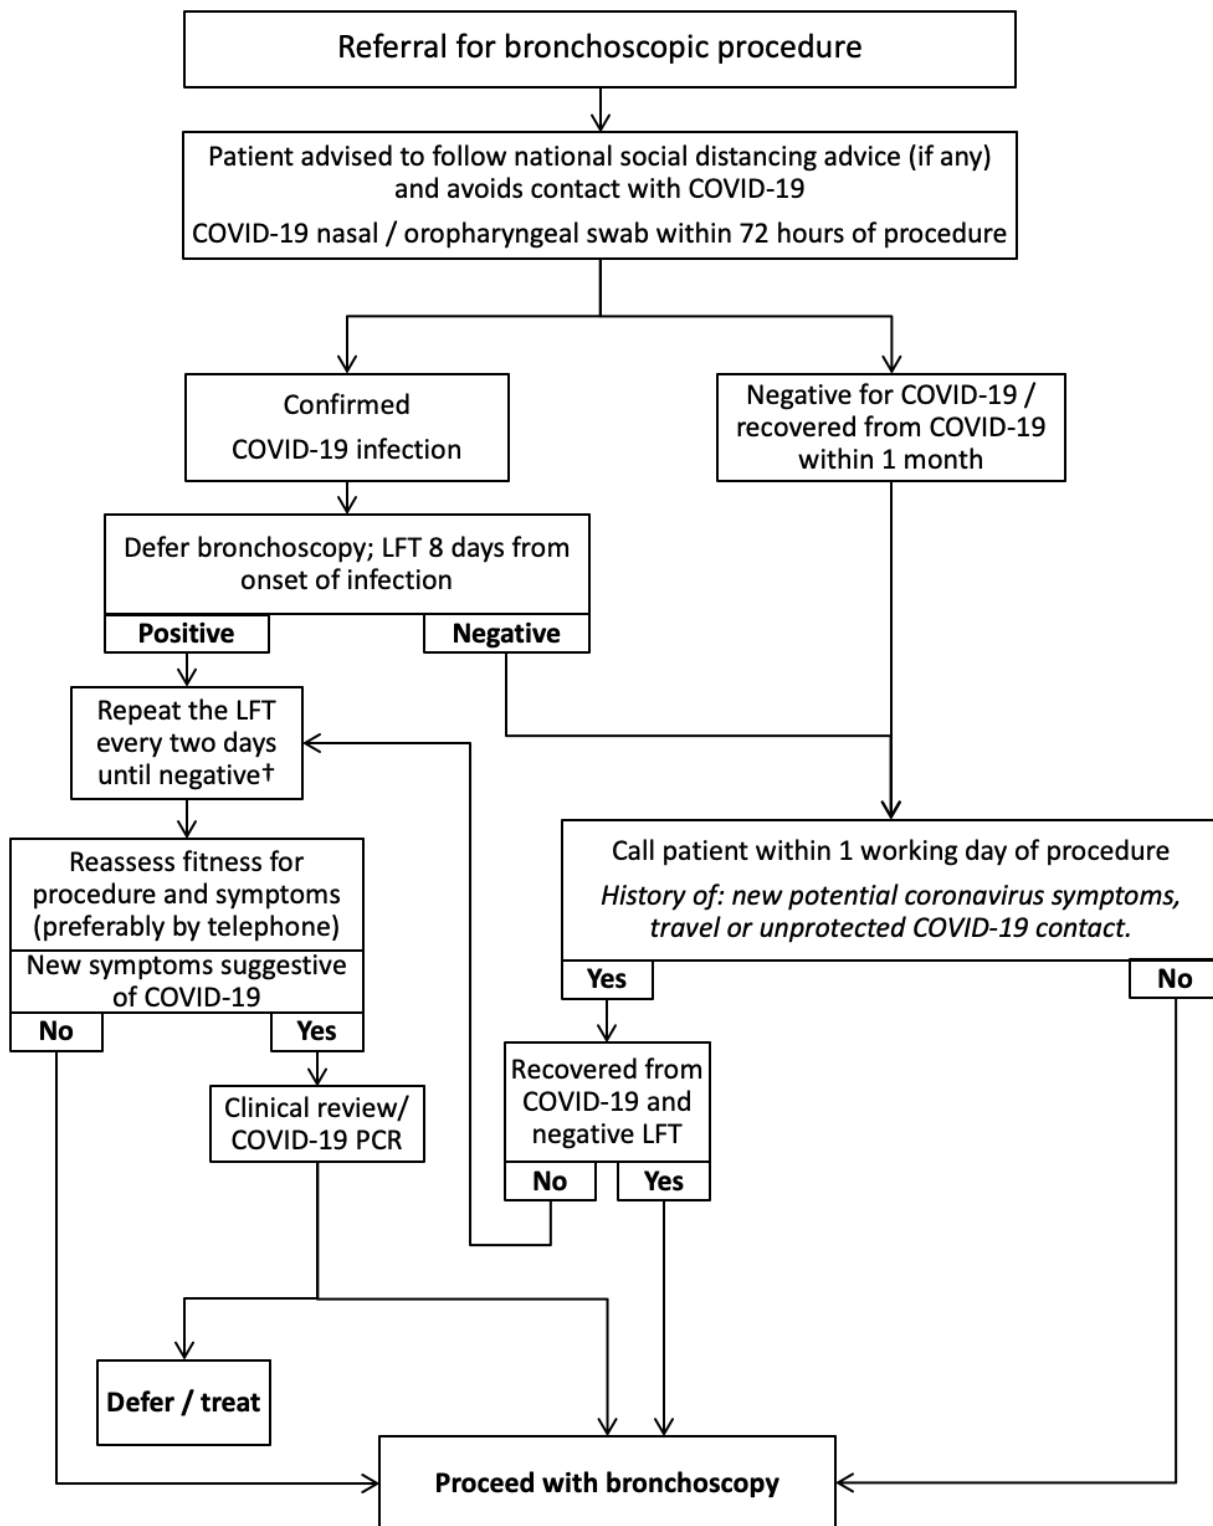 Referral for bronchoscopic procedure
Patient advised to follow national social distancing advice (if any)
and avoids contact with COVID-19
COVID-19 nasal / oropharyngeal swab within 72 hours of procedure
Confirmed
COVID-19 infection
Negative for COVID-19 /
recovered from COVID-19
within 1 month
Defer bronchoscopy; LFT 8 days from
onset of infection
Positive
Negative
Repeat the LFT
every two days
until negative†
Reassess fitness for
procedure and symptoms
(preferably by telephone)
New symptoms suggestive
of COVID-19
No
Yes
Clinical review/
COVID-19 PCR
Call patient within 1 working day of procedure
History of: new potential coronavirus symptoms,
travel or unprotected COVID-19 contact.
Yes
No
Recovered from
COVID-19 and
negative LFT
No
Yes
Defer / treat
Proceed with bronchoscopy